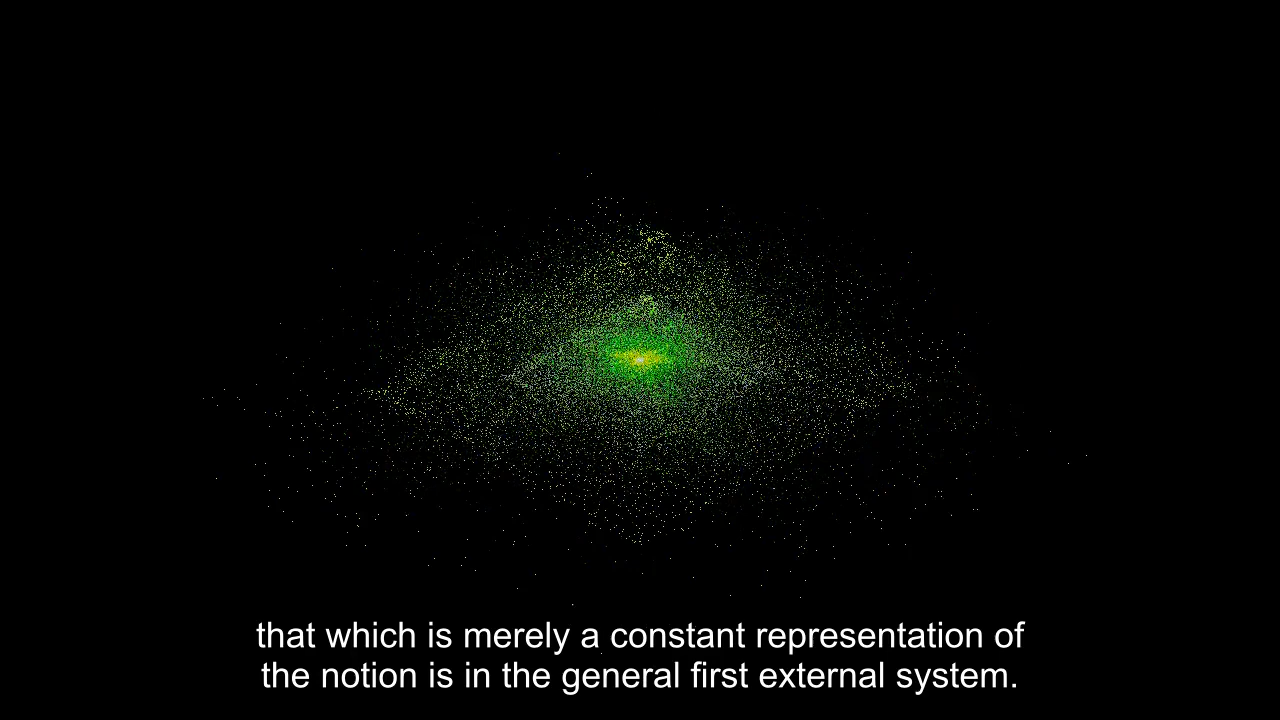 that which is merely a constant representation of
the notion is in the general first external system.